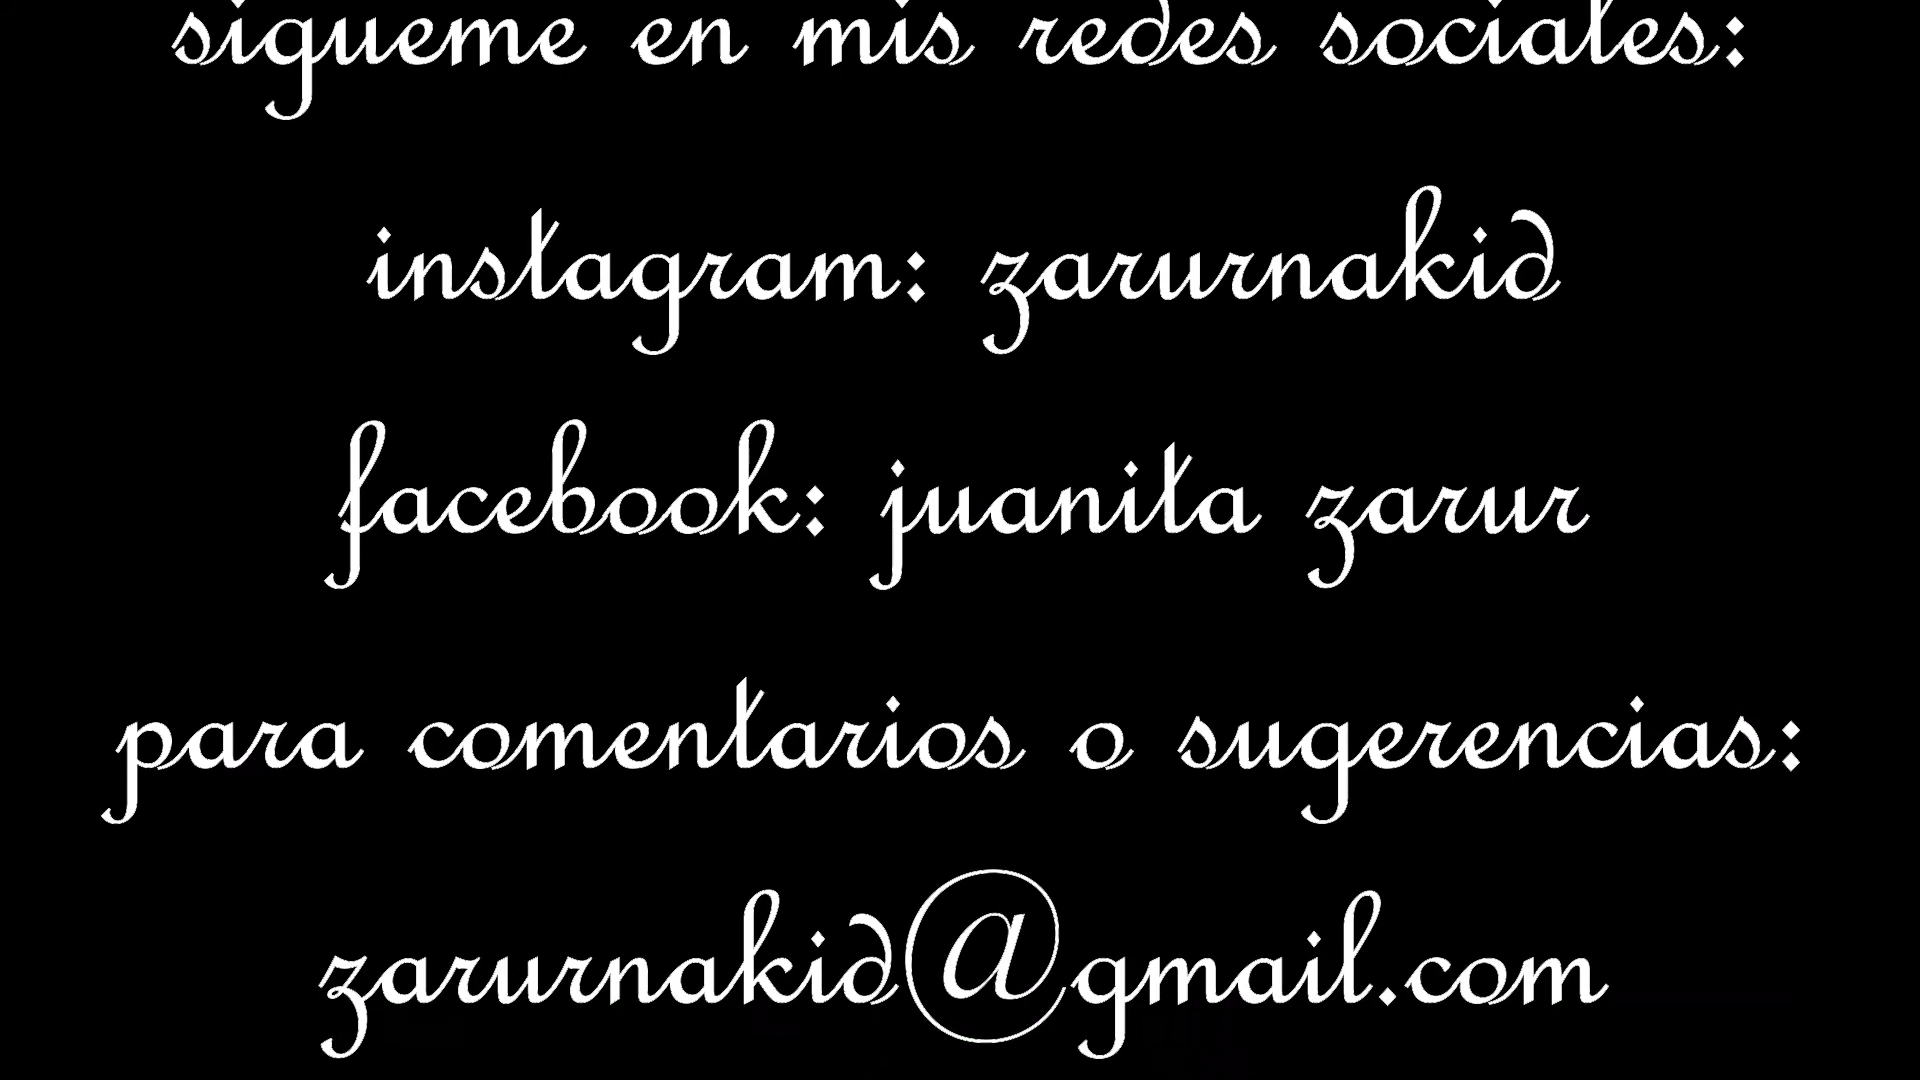 sigueme en mis redes sociales:
instagram: zarurnakid
facebook: juanita zarur
para comentarios o sugerencias:
zarurnakid@gmail.com